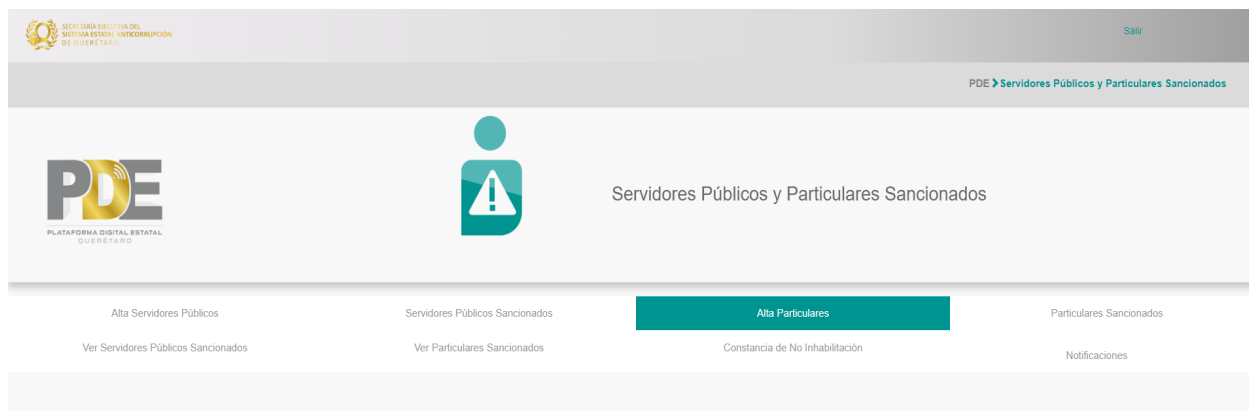 SECRETARÍA EJECUTIVA DEL
SISTEMA ESTATAL ANTICORRUPCIÓN
DE QUERÉTARO
Salir
PDE Servidores Públicos y Particulares Sancionados
PDE
PLATAFORMA DIGITAL ESTATAL
QUERÉTARO
Servidores Públicos y Particulares Sancionados
Alta Servidores Públicos
Servidores Públicos Sancionados
Alta Particulares
Particulares Sancionados
Ver Servidores Públicos Sancionados
Ver Particulares Sancionados
Constancia de No Inhabilitación
Notificaciones